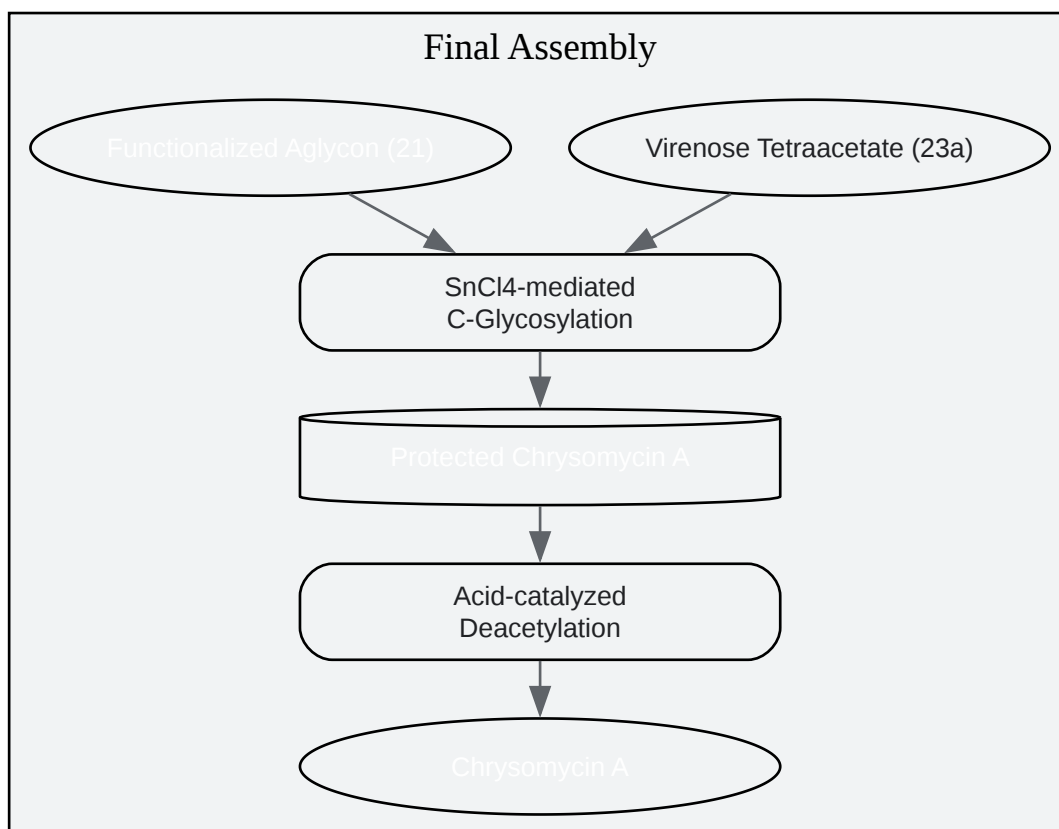 Final Assembly
Functionalized Aglycon (21)
Virenose Tetraacetate (23a)
SnCl4-mediated
C-Glycosylation
Protected Chrysomycin A
Acid-catalyzed
Deacetylation
Chrysomycin A